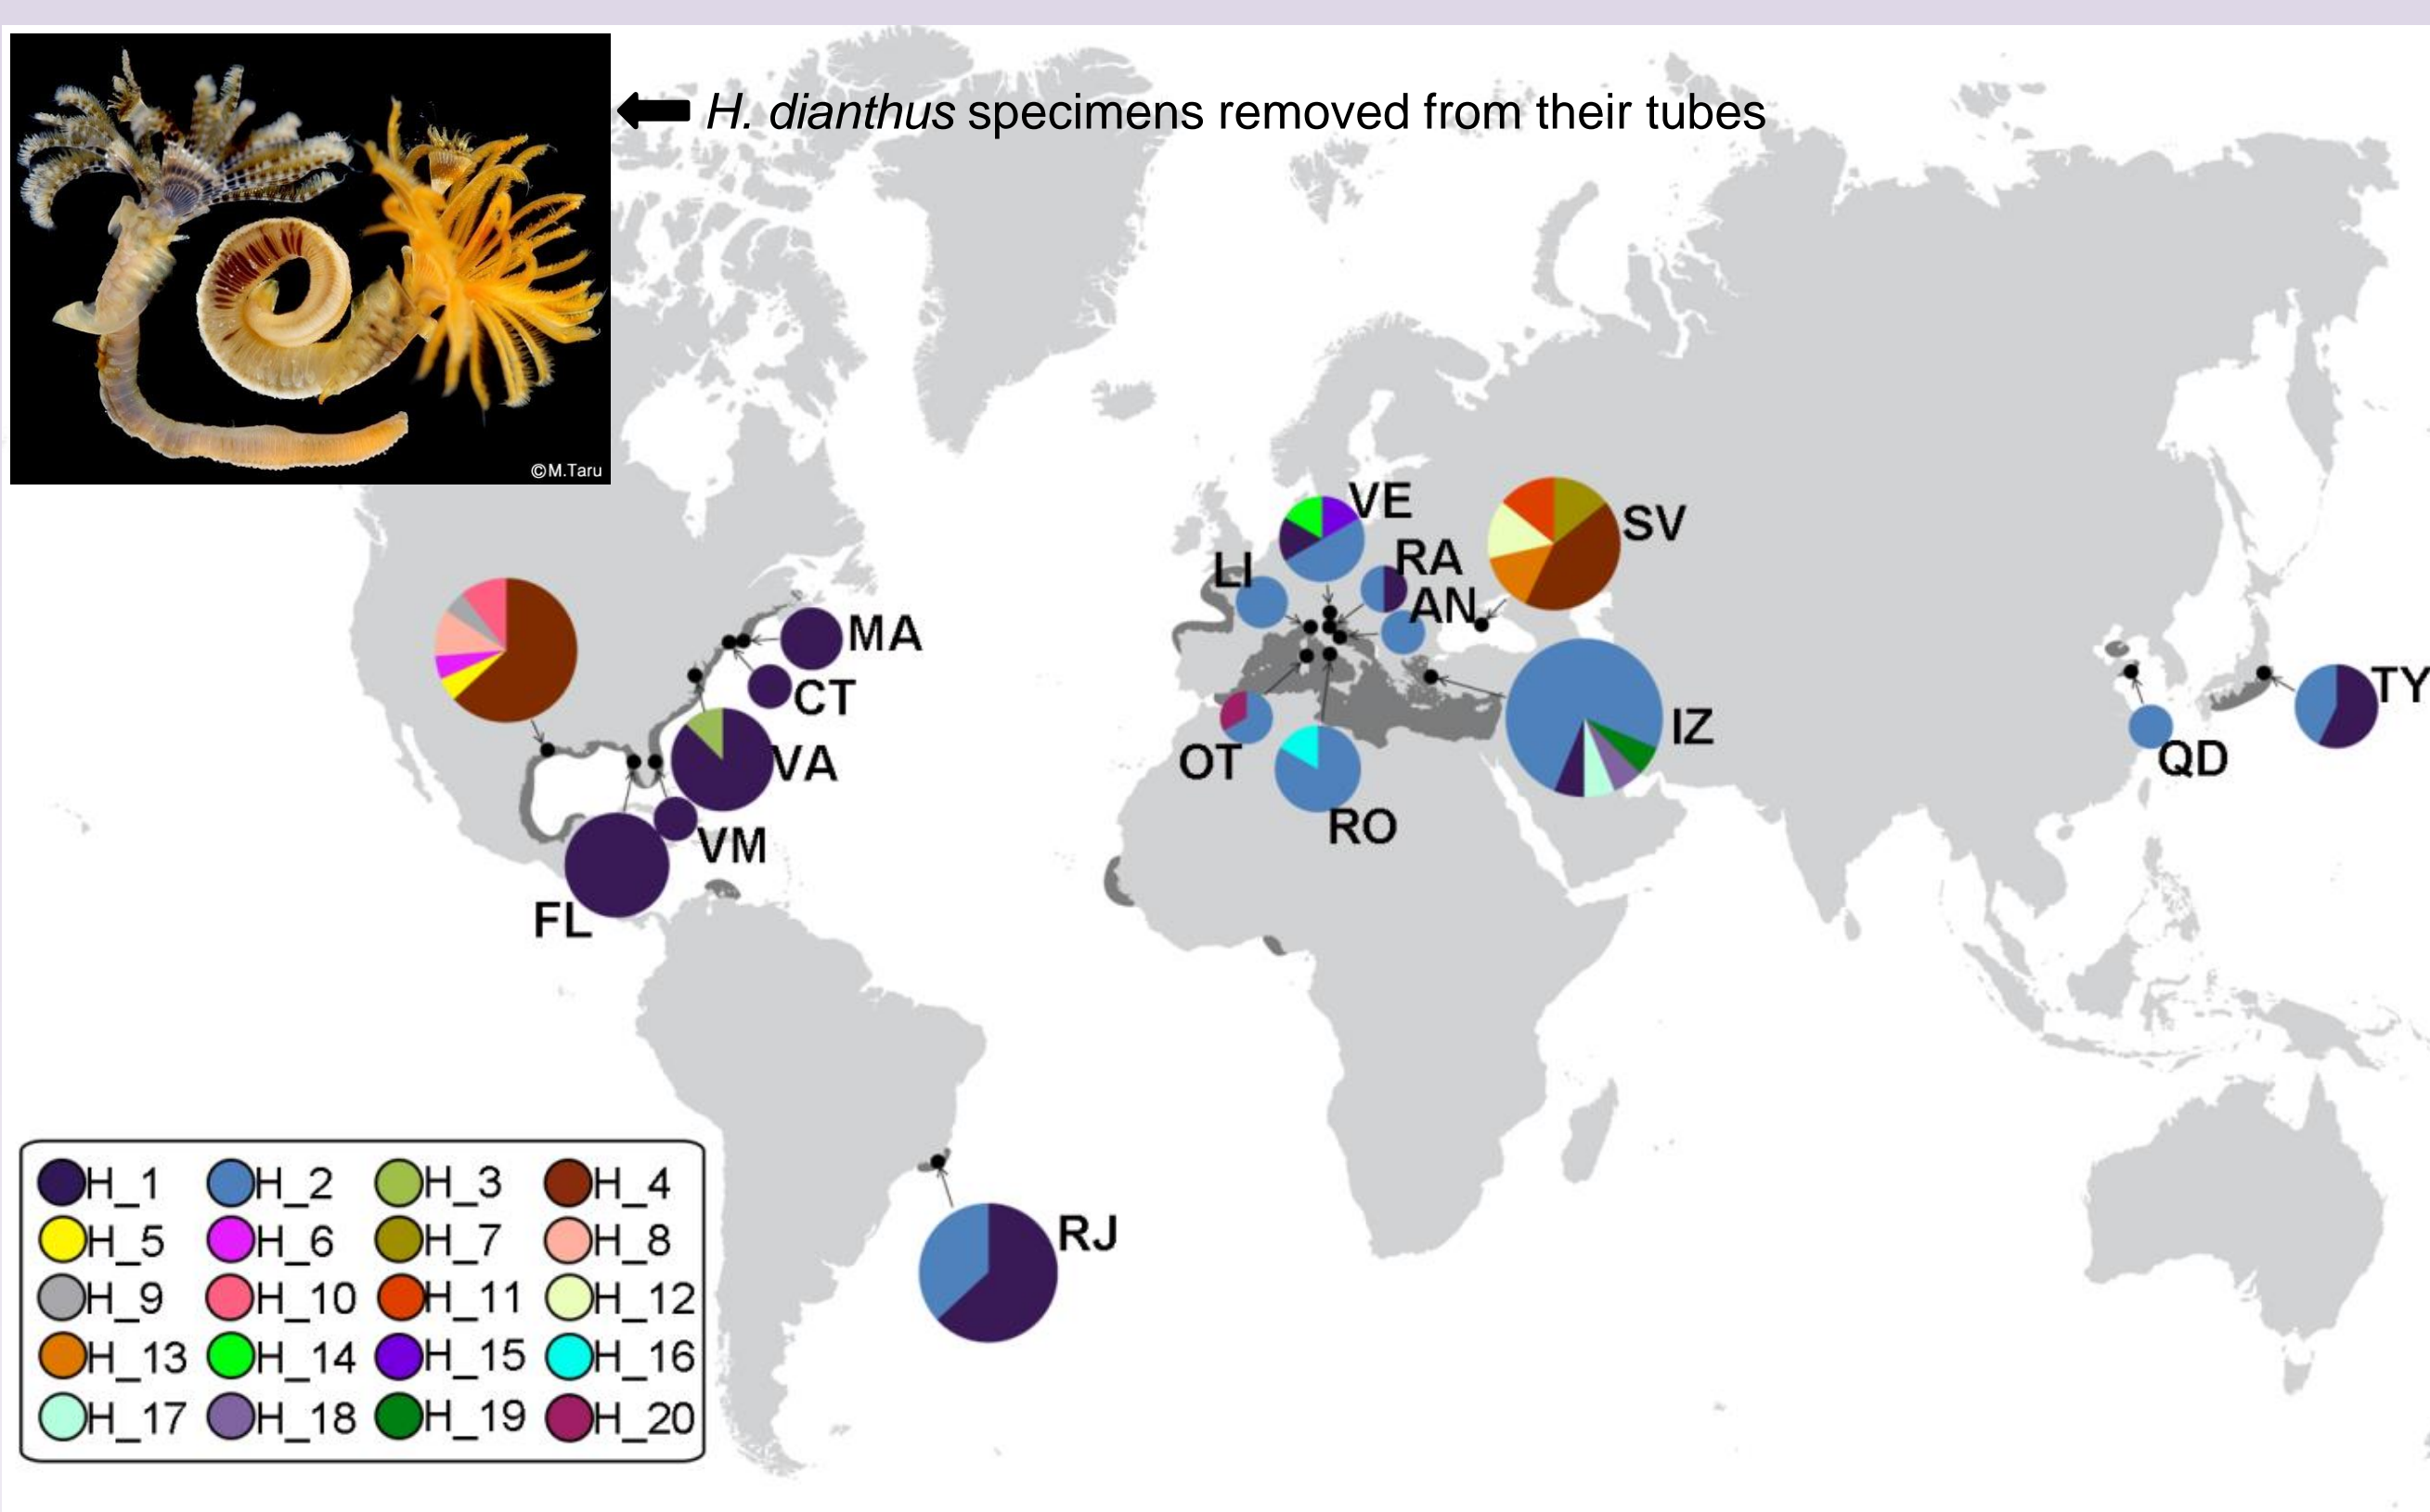 H. dianthus specimens removed from their tubes
©M.Taru
VE
SV
LI
RA
AN
MA
CT
VA
VM
FL
OT
RO
IZ
TY
QD
RJ
H_1 H_2 H_3 H_4
H_5 H_6 H_7 H_8
H_9 H_10 H_11 H_12
H_13 H_14 H_15 H_16
H_17 H_18 H_19 H_20